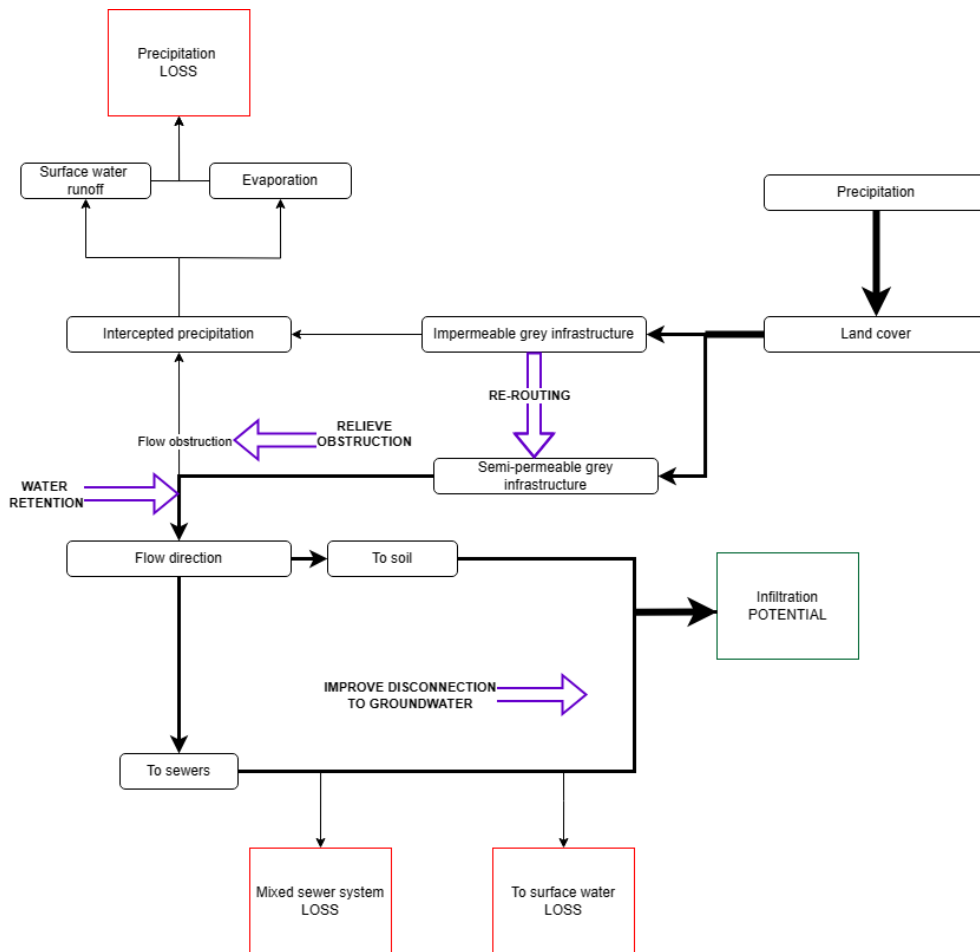 Precipitation
LOSS
Surface water
runoff
Evaporation
Precipitation
Intercepted precipitation
Impermeable grey infrastructure
Land cover
RE-ROUTING
Flow obstruction
RELIEVE
OBSTRUCTION
Semi-permeable grey
infrastructure
WATER
RETENTION
Flow direction
To soil
Infiltration
POTENTIAL
IMPROVE DISCONNECTION
TO GROUNDWATER
To sewers
Mixed sewer system
LOSS
To surface water
LOSS